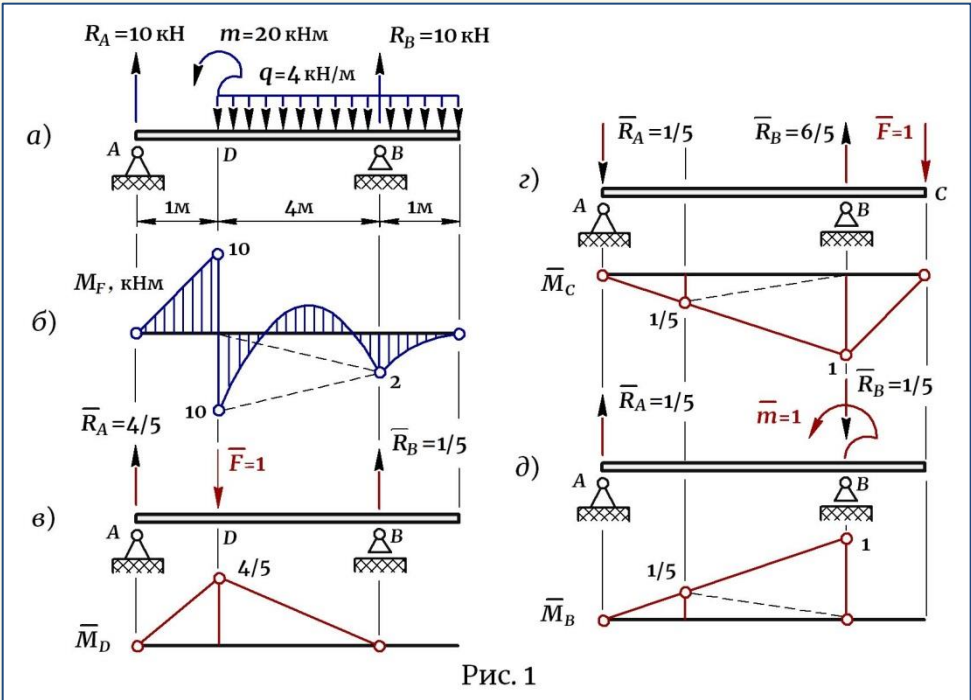 R_A=10 кН
m=20 кНм
R_B=10 кН
q=4 кН/м
а)
A
D
B
1м
4м
1м
M_F, кНм
10
б)
10
2
R̅_A=4/5
F̅=1
R̅_B=1/5
в)
A
D
B
4/5
M̅_D
R̅_A=1/5
R̅_B=6/5
F̅=1
г)
A
B
C
M̅_C
1/5
1
R̅_A=1/5
m̅=1
R̅_B=1/5
д)
A
B
1/5
1
M̅_B
Рис. 1